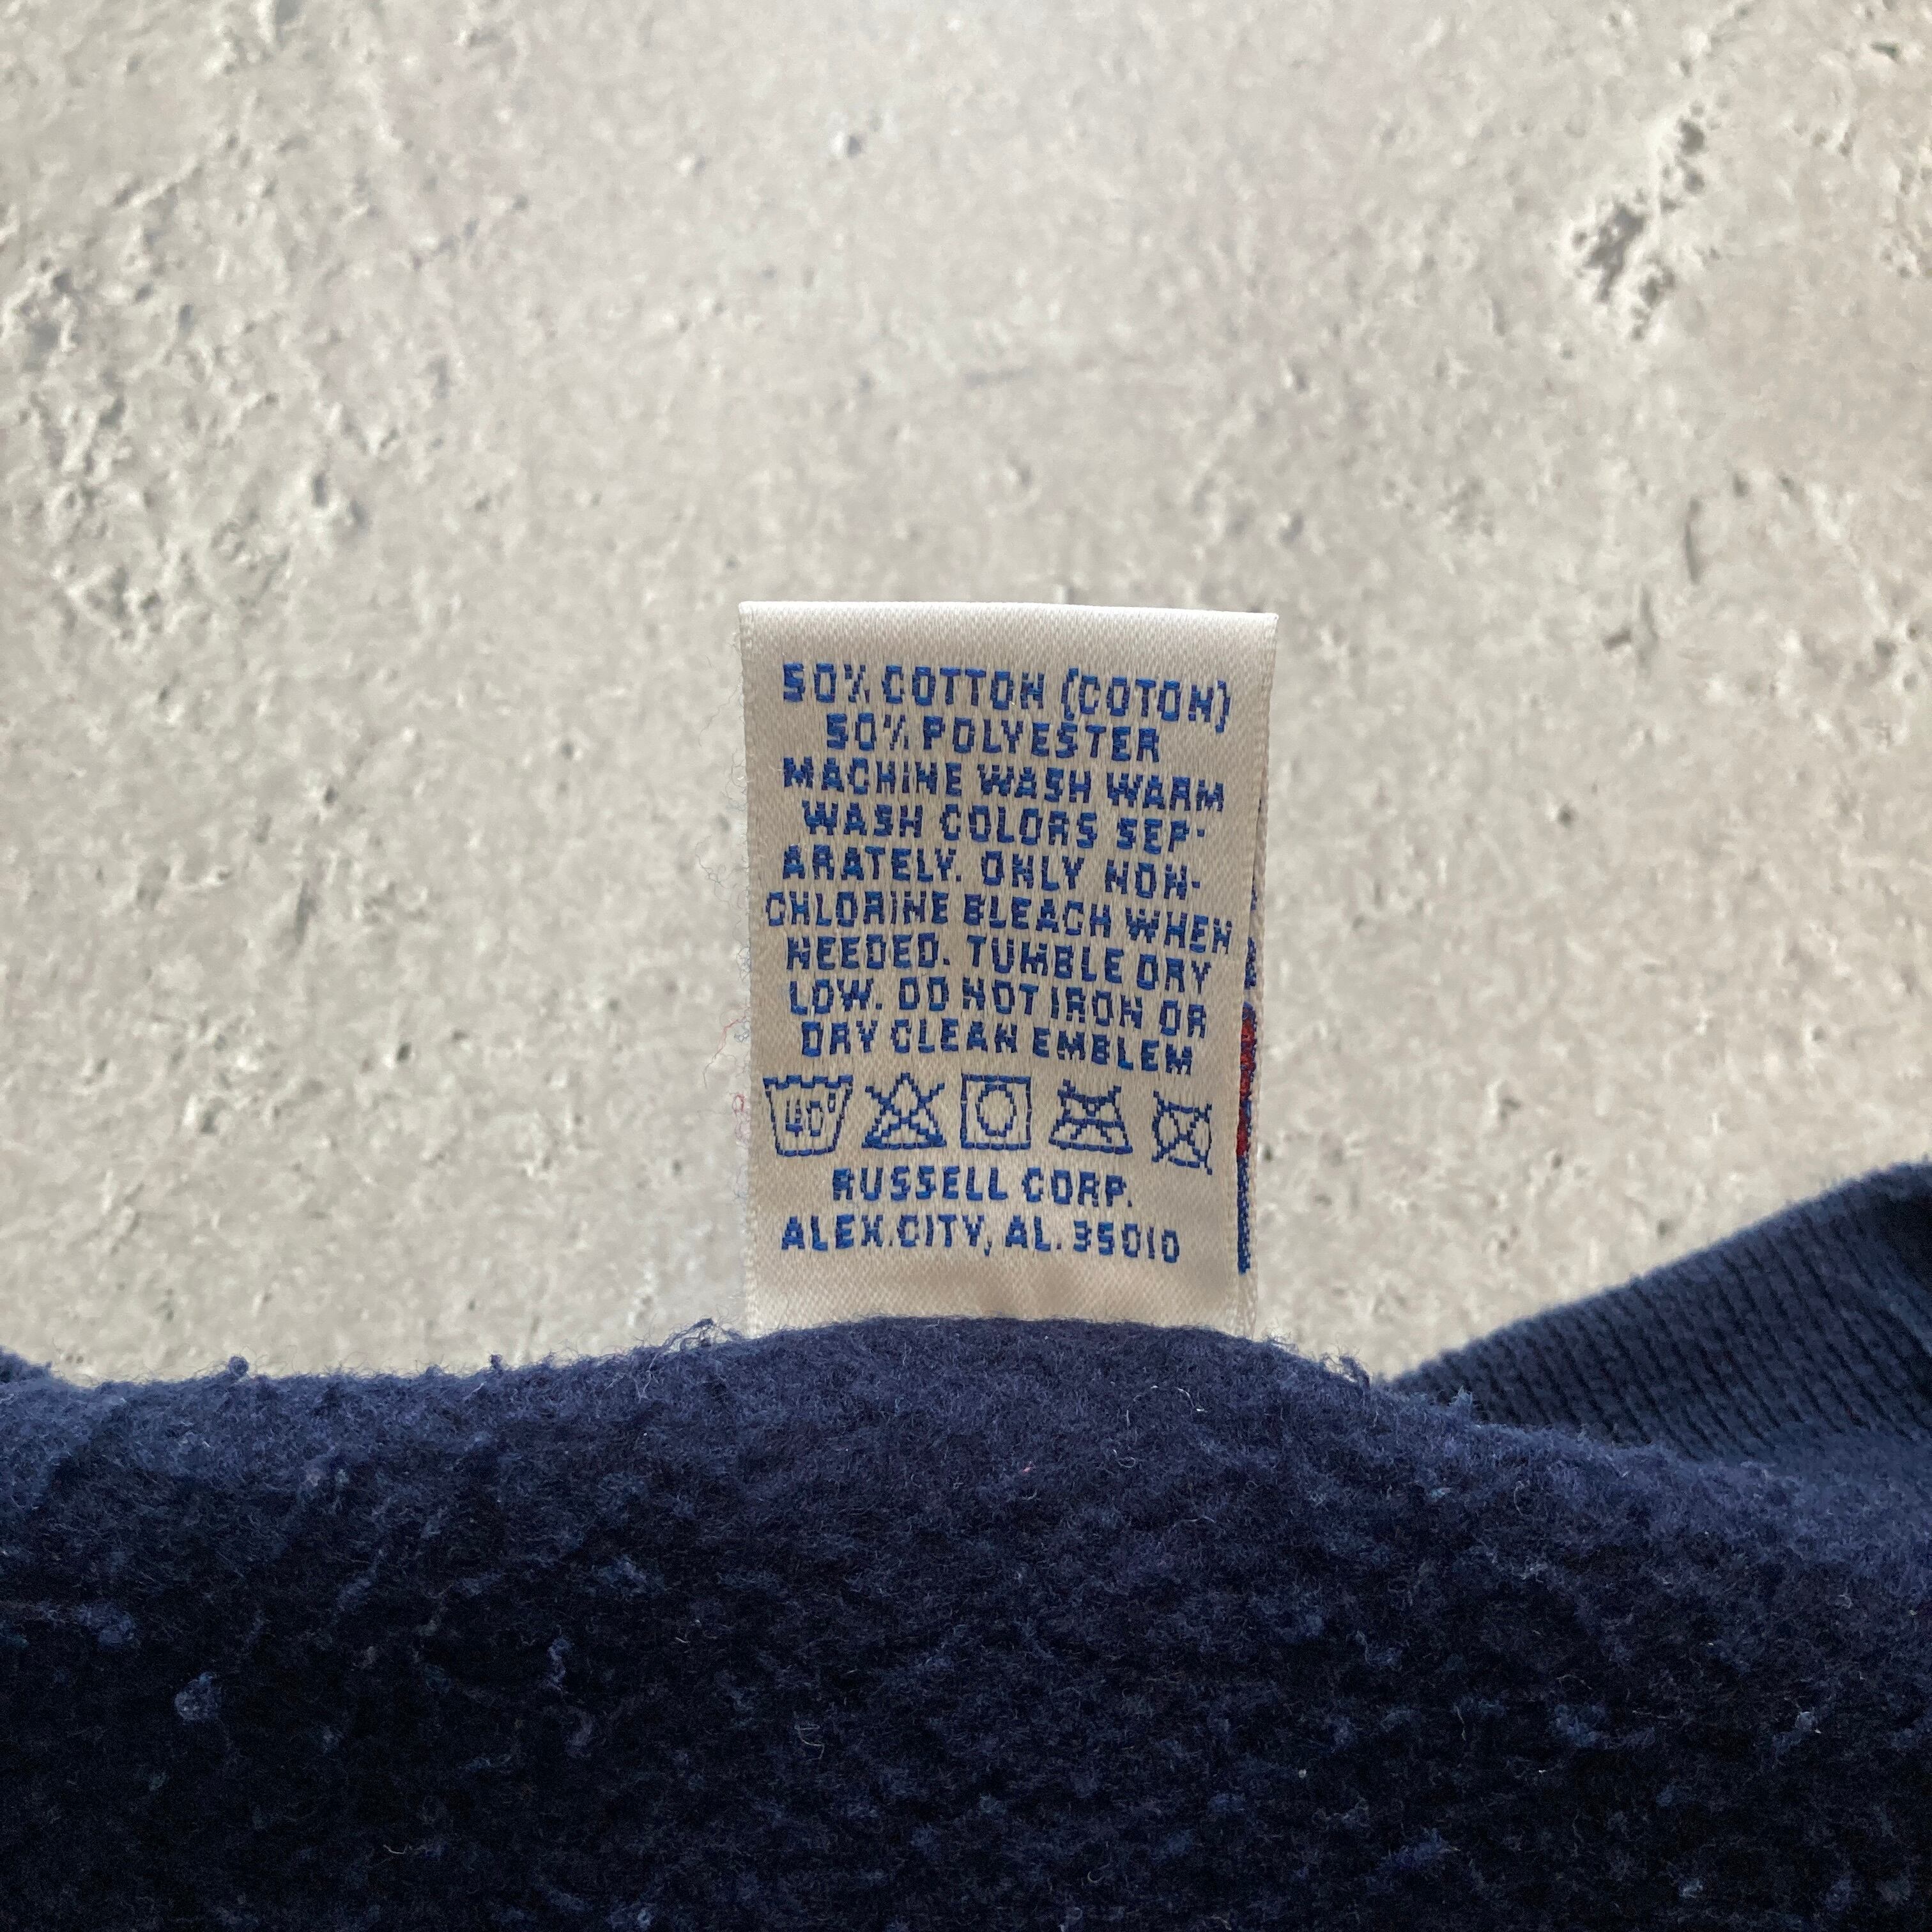 50% COTTON (COTON)
50% POLYESTER
MACHINE WASH WARM
WASH COLORS SEP-
ARATELY. ONLY NON-
CHLORINE BLEACH WHEN
NEEDED. TUMBLE DRY
LOW. DO NOT IRON OR
DRY CLEAN EMBLEM
40°
RUSSELL CORP.
ALEX.CITY, AL. 35010